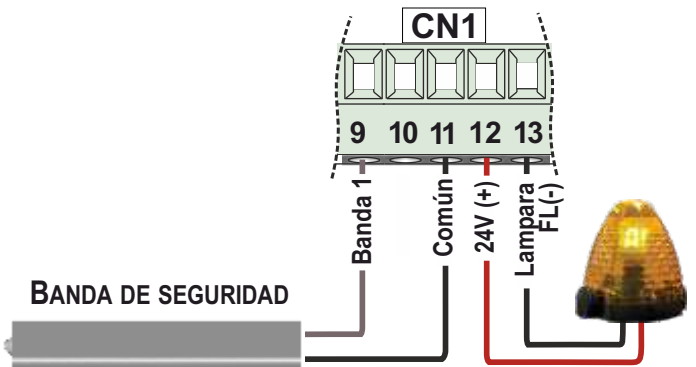 CN1
9 10 11 12 13
Banda 1
Común
24V (+)
Lampara
FL(-)
BANDA DE SEGURIDAD